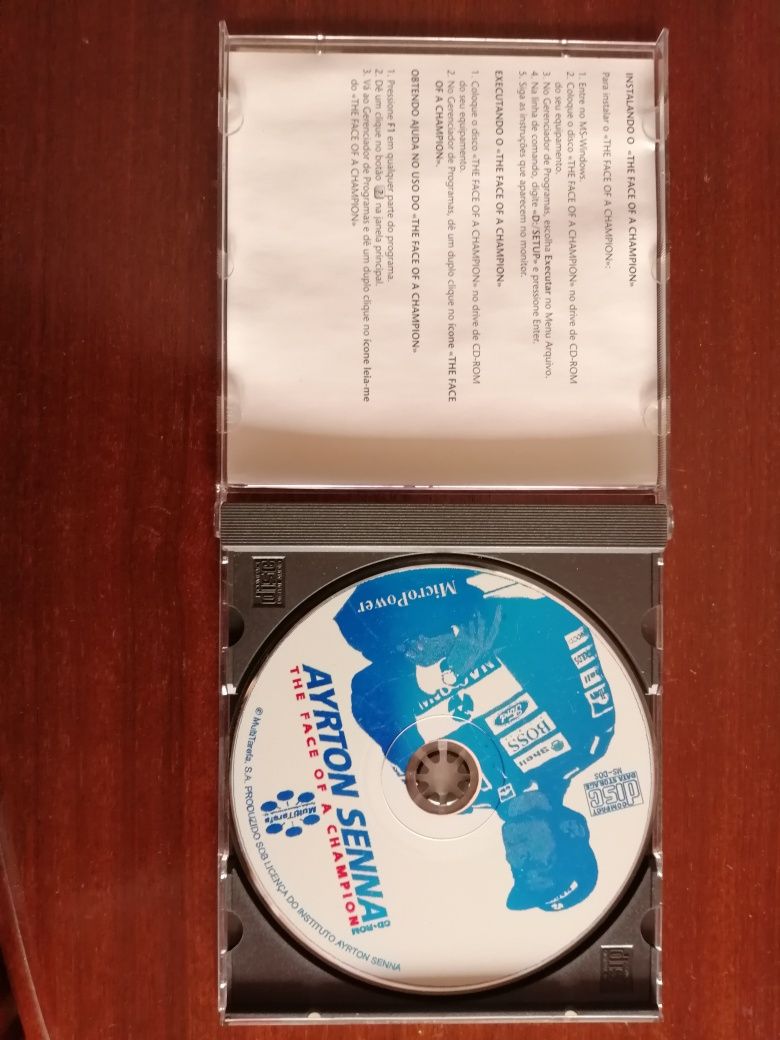 INSTALANDO O «THE FACE OF A CHAMPION»
Para instalar o «THE FACE OF A CHAMPION»:
1. Entre no MS-Windows.
2. Coloque o disco «THE FACE OF A CHAMPION» no drive de CD-ROM
do seu equipamento.
3. No Gerenciador de Programas, escolha Executar no Menu Arquivo.
4. Na linha de comando, digite «D:/SETUP» e pressione Enter.
5. Siga as instruções que aparecem no monitor.
EXECUTANDO O «THE FACE OF A CHAMPION»
1. Coloque o disco «THE FACE OF A CHAMPION» no drive de CD-ROM
do seu equipamento.
2. No Gerenciador de Programas, dê um duplo clique no ícone «THE FACE
OF A CHAMPION».
OBTENDO AJUDA NO USO DO «THE FACE OF A CHAMPION»
1. Pressione F1 em qualquer parte do programa.
2. Dê um clique no botão ? na janela principal.
3. Vá ao Gerenciador de Programas e dê um duplo clique no ícone leia-me
do «THE FACE OF A CHAMPION»
COMPACT
disc
DATA STORAGE
MS-DOS
Shell
BOSS
Ford
MicroPower
AYRTON SENNA
CD-ROM
THE FACE OF A CHAMPION
MultiTarefa
© MultiTarefa, S.A. PRODUZIDO SOB LICENÇA DO INSTITUTO AYRTON SENNA
disc
disc